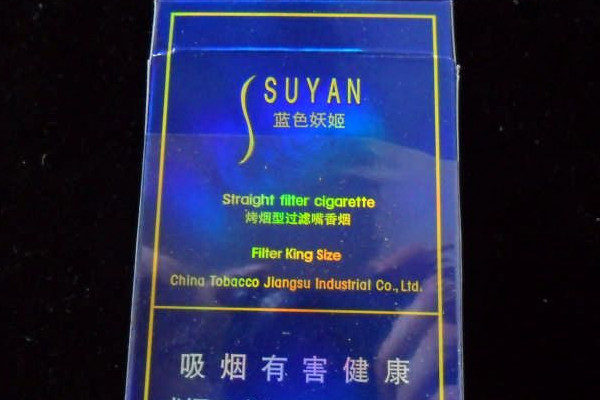 SUYAN
蓝色妖姬
Straight filter cigarette
烤烟型过滤嘴香烟
Filter King Size
China Tobacco Jiangsu Industrial Co., Ltd.
吸烟有害健康